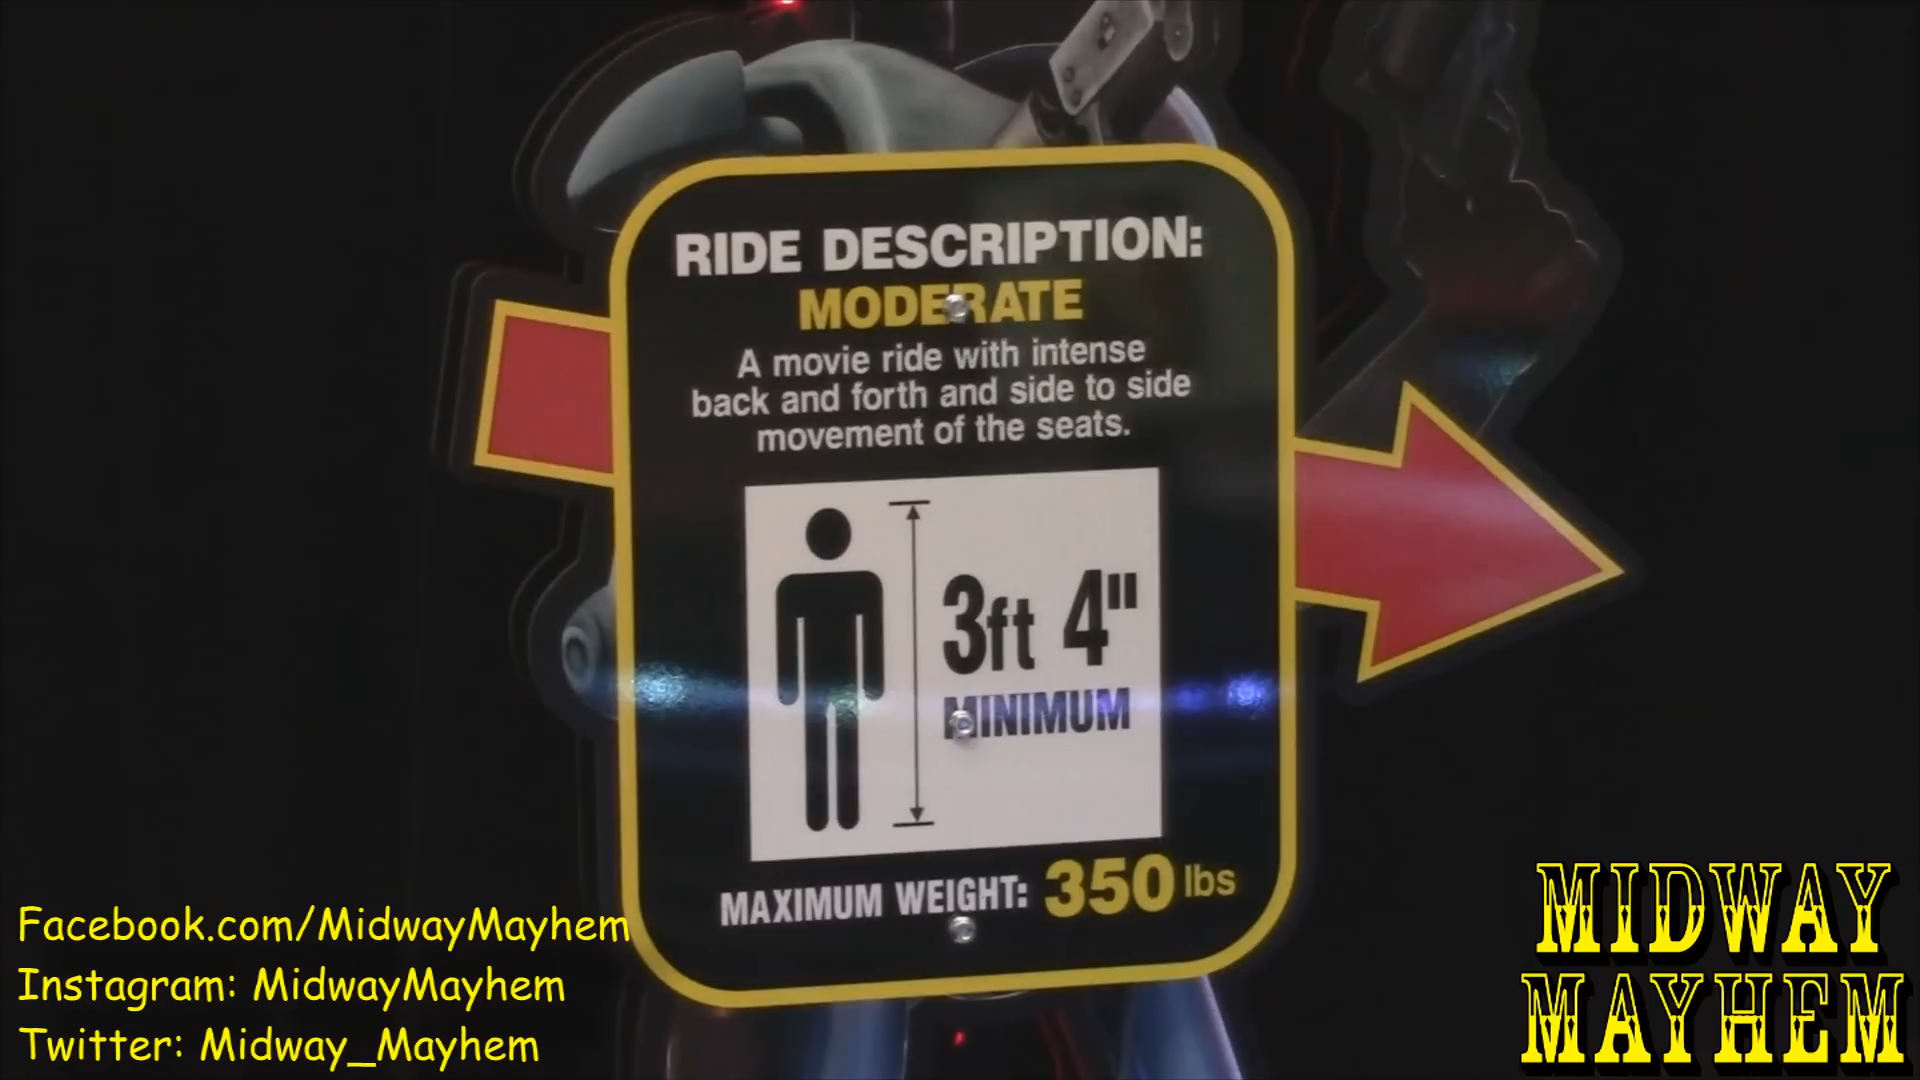 RIDE DESCRIPTION:
MODERATE
A movie ride with intense
back and forth and side to side
movement of the seats.
3ft 4"
MINIMUM
MAXIMUM WEIGHT: 350 lbs
Facebook.com/MidwayMayhem
Instagram: MidwayMayhem
Twitter: Midway_Mayhem
MIDWAY
MAYHEM